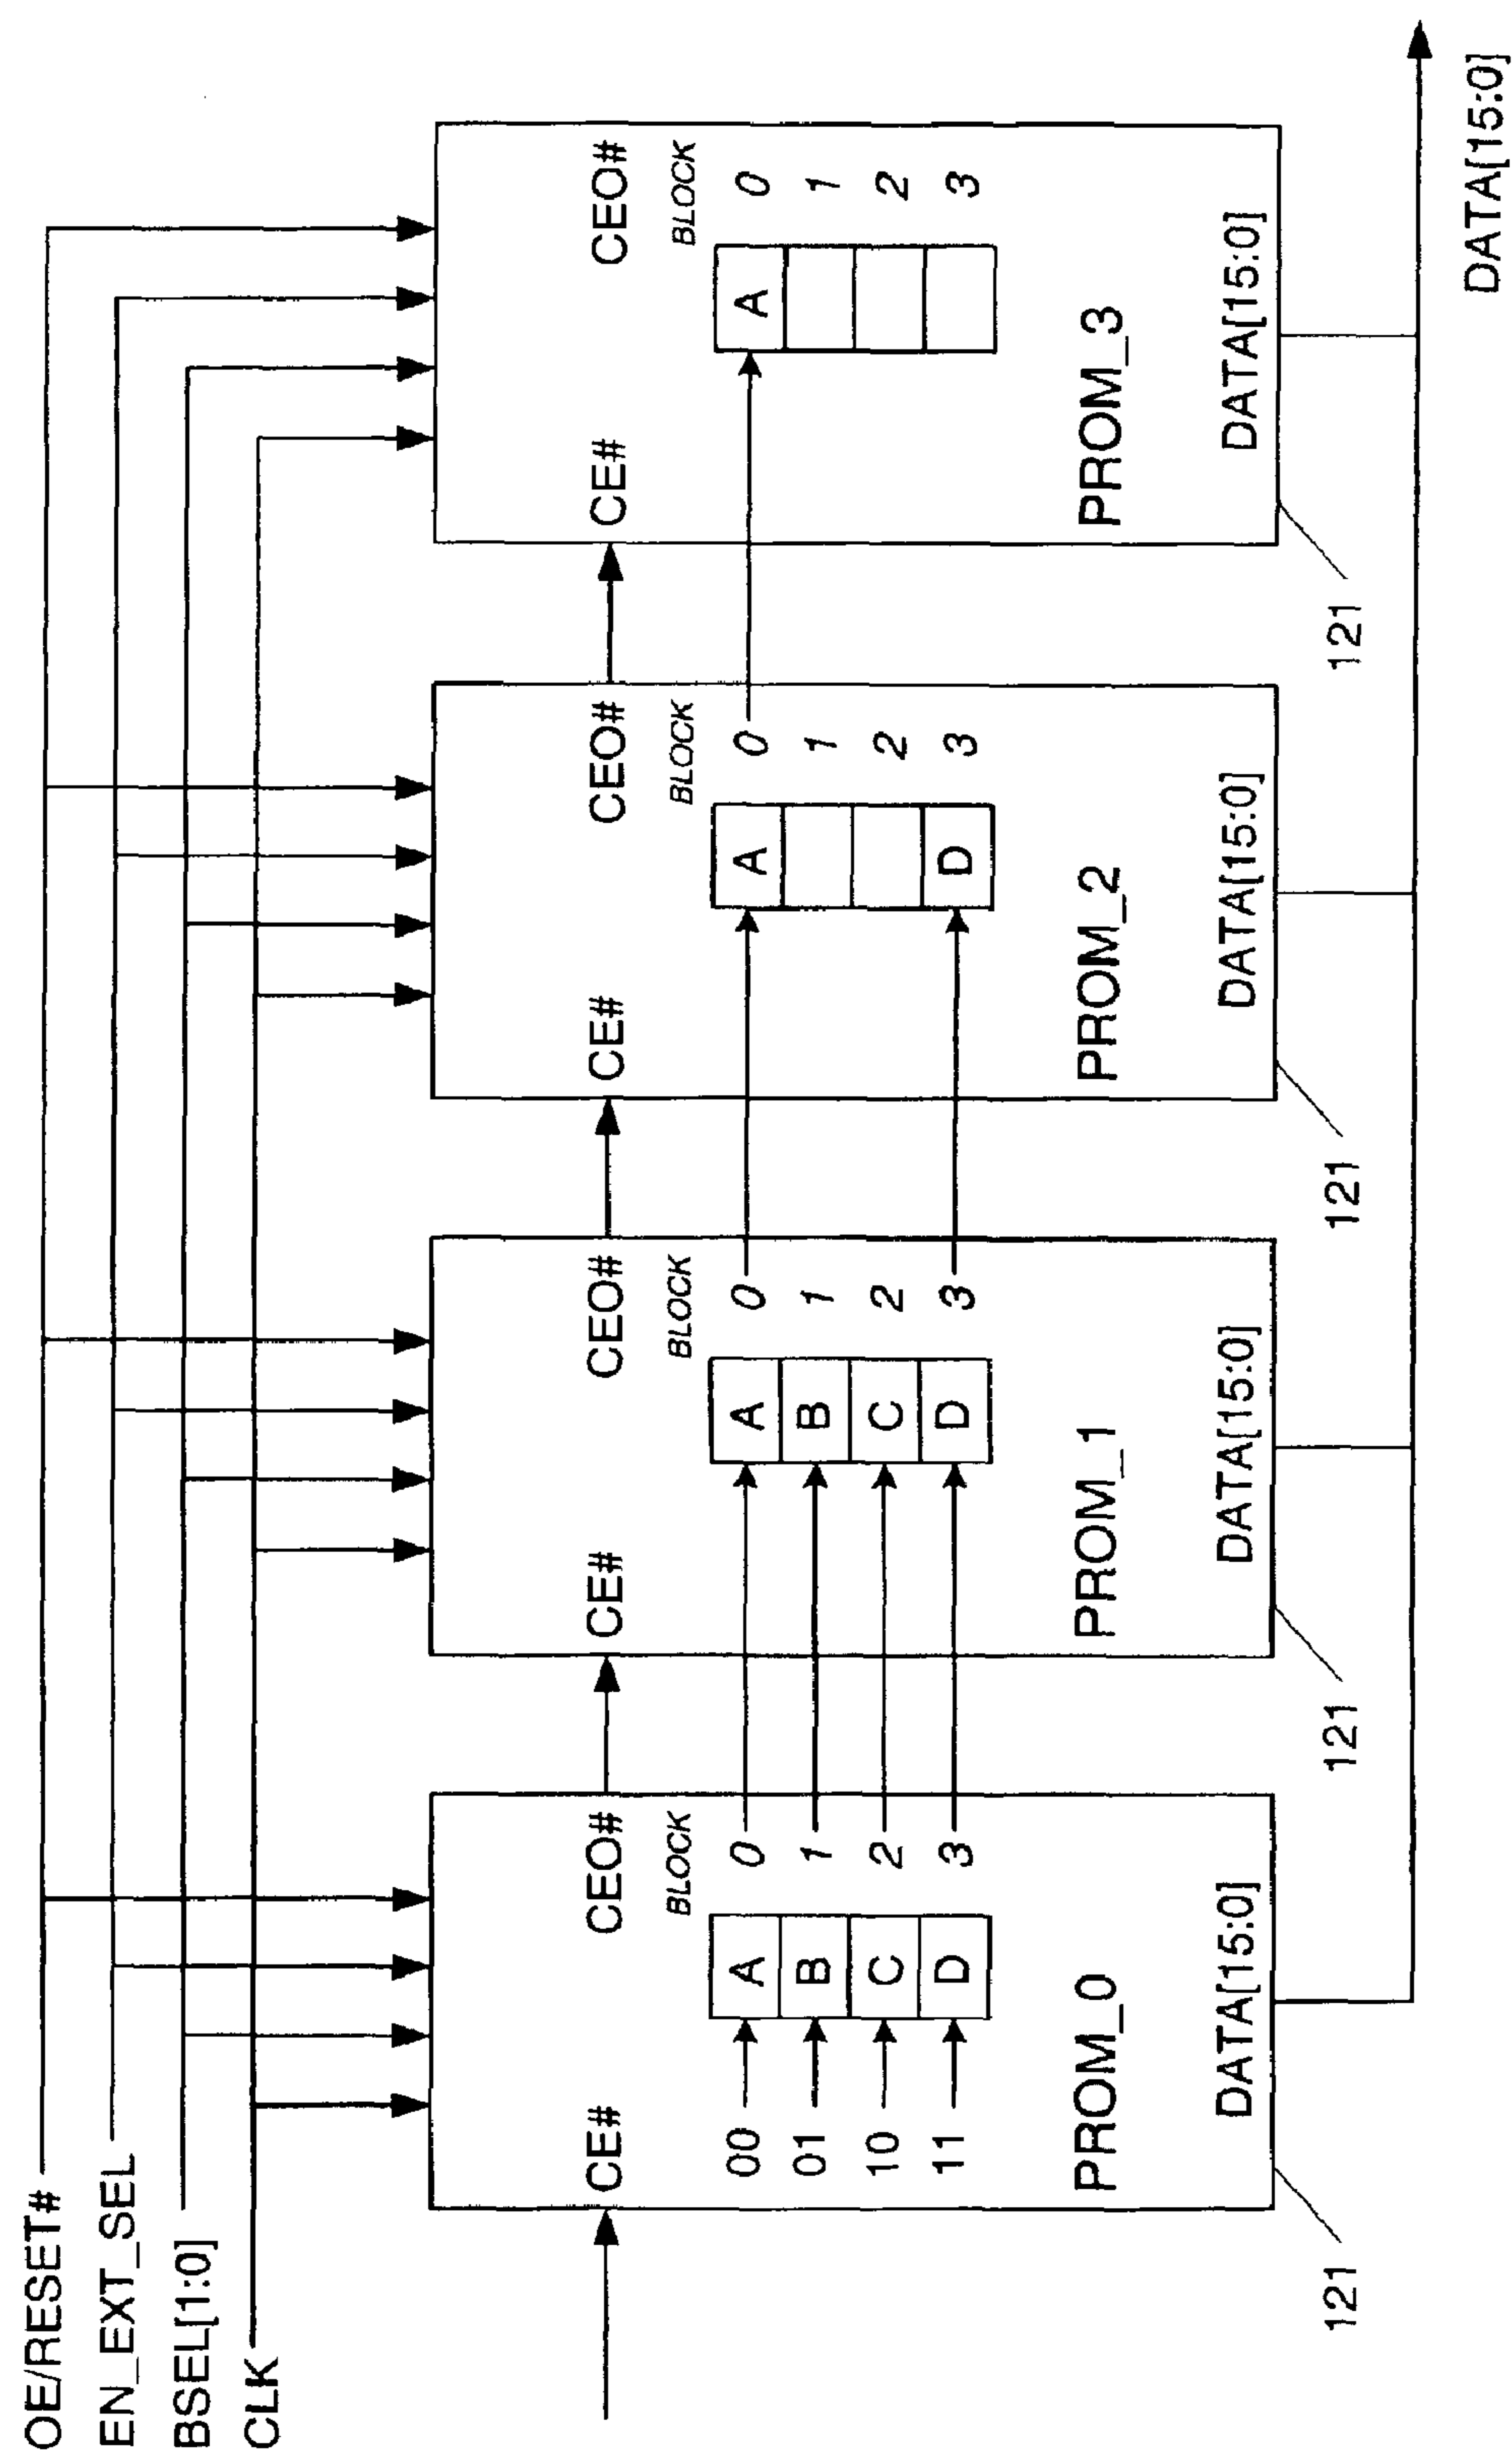 OE/RESET#
EN_EXT_SEL
BSEL[1:0]
CLK
CE# CEO#
BLOCK
00 A 0
01 B 1
10 C 2
11 D 3
PROM_0
DATA[15:0]
121
CE# CEO#
BLOCK
A 0
B 1
C 2
D 3
PROM_1
DATA[15:0]
121
CE# CEO#
BLOCK
A 0
1
2
D 3
PROM_2
DATA[15:0]
121
CE# CEO#
BLOCK
A 0
1
2
3
PROM_3
DATA[15:0]
121
DATA[15:0]